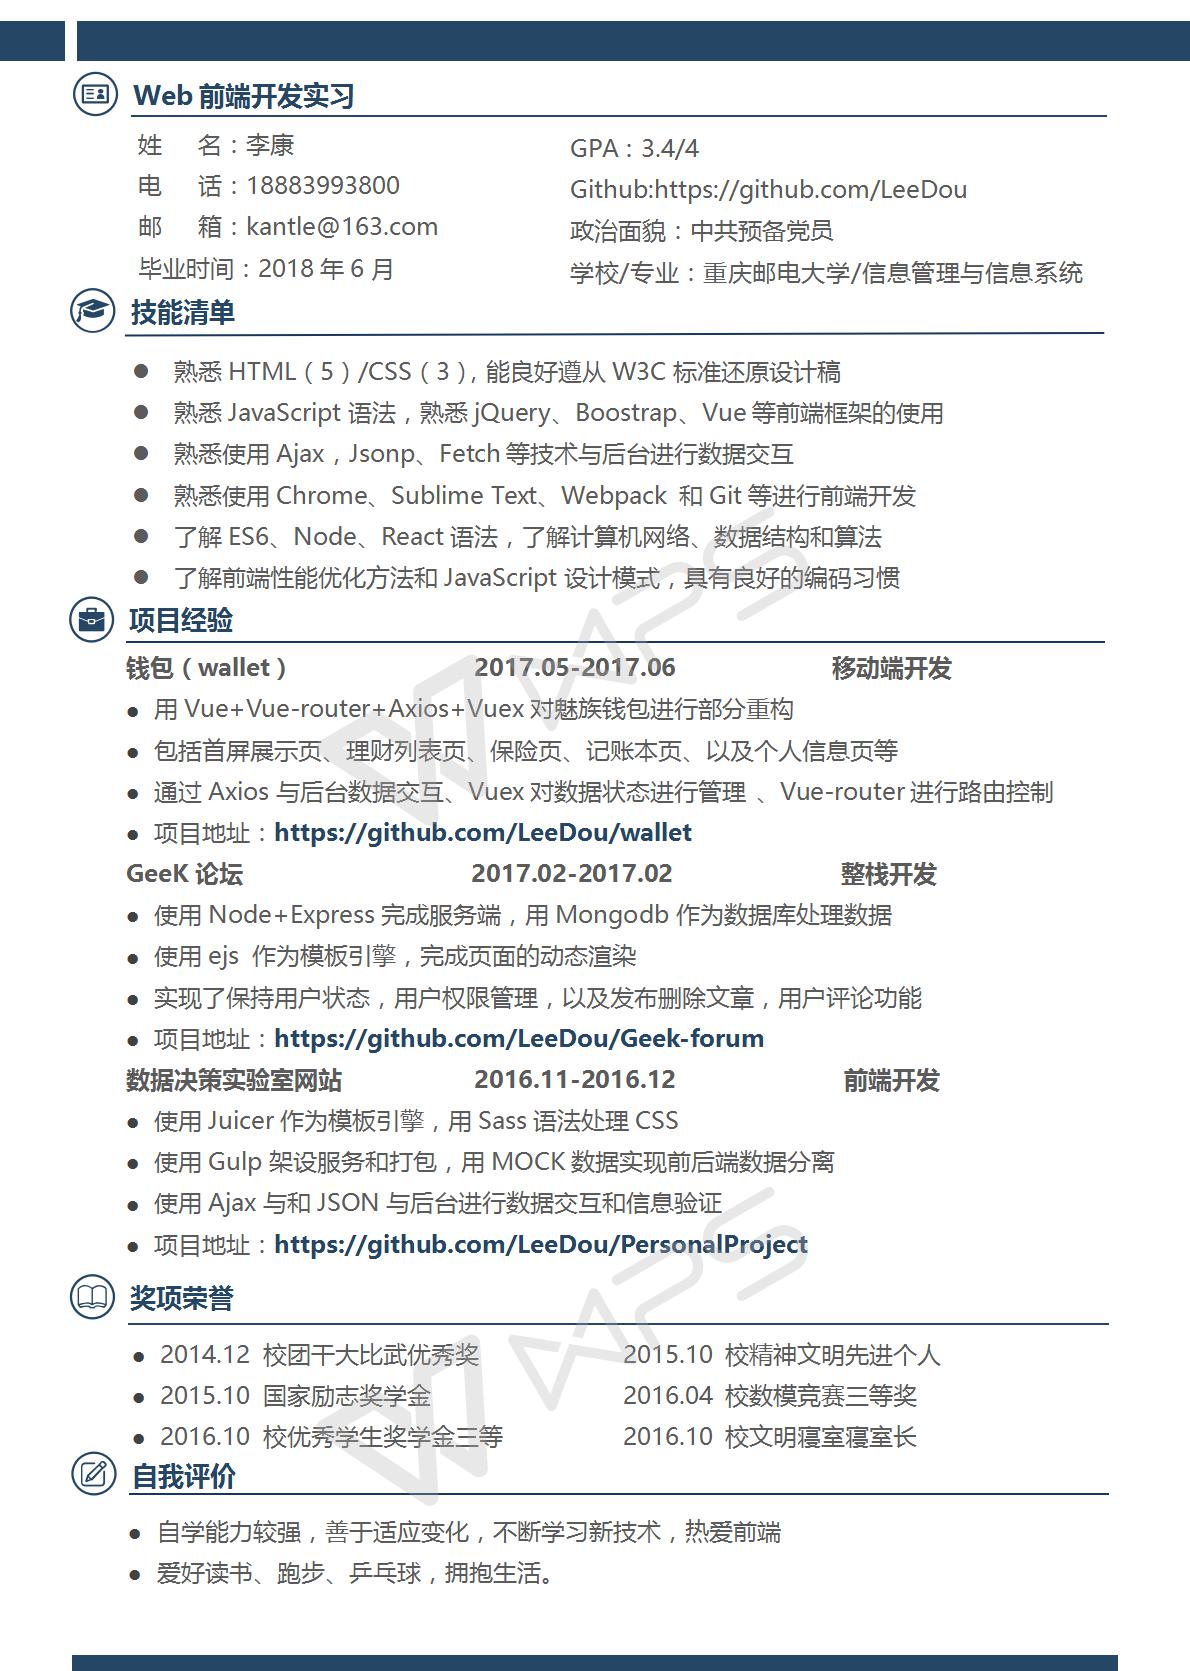 Web 前端开发实习
姓 名：李康
GPA：3.4/4
电 话：18883993800
Github:https://github.com/LeeDou
邮 箱：kantle@163.com
政治面貌：中共预备党员
毕业时间：2018 年 6 月
学校/专业：重庆邮电大学/信息管理与信息系统
技能清单
● 熟悉 HTML（5）/CSS（3），能良好遵从 W3C 标准还原设计稿
● 熟悉 JavaScript 语法，熟悉 jQuery、Boostrap、Vue 等前端框架的使用
● 熟悉使用 Ajax，Jsonp、Fetch 等技术与后台进行数据交互
● 熟悉使用 Chrome、Sublime Text、Webpack 和 Git 等进行前端开发
● 了解 ES6、Node、React 语法，了解计算机网络、数据结构和算法
● 了解前端性能优化方法和 JavaScript 设计模式，具有良好的编码习惯
项目经验
钱包（wallet） 2017.05-2017.06 移动端开发
● 用 Vue+Vue-router+Axios+Vuex 对魅族钱包进行部分重构
● 包括首屏展示页、理财列表页、保险页、记账本页、以及个人信息页等
● 通过 Axios 与后台数据交互、Vuex 对数据状态进行管理 、Vue-router 进行路由控制
● 项目地址：https://github.com/LeeDou/wallet
GeeK 论坛 2017.02-2017.02 整栈开发
● 使用 Node+Express 完成服务端，用 Mongodb 作为数据库处理数据
● 使用 ejs 作为模板引擎，完成页面的动态渲染
● 实现了保持用户状态，用户权限管理，以及发布删除文章，用户评论功能
● 项目地址：https://github.com/LeeDou/Geek-forum
数据决策实验室网站 2016.11-2016.12 前端开发
● 使用 Juicer 作为模板引擎，用 Sass 语法处理 CSS
● 使用 Gulp 架设服务和打包，用 MOCK 数据实现前后端数据分离
● 使用 Ajax 与和 JSON 与后台进行数据交互和信息验证
● 项目地址：https://github.com/LeeDou/PersonalProject
奖项荣誉
● 2014.12 校团干大比武优秀奖 2015.10 校精神文明先进个人
● 2015.10 国家励志奖学金 2016.04 校数模竞赛三等奖
● 2016.10 校优秀学生奖学金三等 2016.10 校文明寝室寝室长
自我评价
● 自学能力较强，善于适应变化，不断学习新技术，热爱前端
● 爱好读书、跑步、乒乓球，拥抱生活。
WPS
WPS